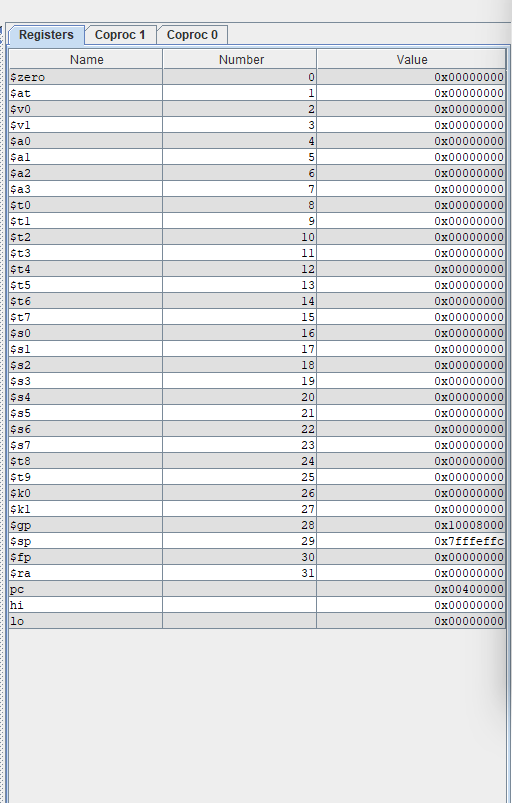 Registers Coproc 1 Coproc 0
Name Number Value
$zero 0 0x00000000
$at 1 0x00000000
$v0 2 0x00000000
$v1 3 0x00000000
$a0 4 0x00000000
$a1 5 0x00000000
$a2 6 0x00000000
$a3 7 0x00000000
$t0 8 0x00000000
$t1 9 0x00000000
$t2 10 0x00000000
$t3 11 0x00000000
$t4 12 0x00000000
$t5 13 0x00000000
$t6 14 0x00000000
$t7 15 0x00000000
$s0 16 0x00000000
$s1 17 0x00000000
$s2 18 0x00000000
$s3 19 0x00000000
$s4 20 0x00000000
$s5 21 0x00000000
$s6 22 0x00000000
$s7 23 0x00000000
$t8 24 0x00000000
$t9 25 0x00000000
$k0 26 0x00000000
$k1 27 0x00000000
$gp 28 0x10008000
$sp 29 0x7fffeffc
$fp 30 0x00000000
$ra 31 0x00000000
pc 0x00400000
hi 0x00000000
lo 0x00000000